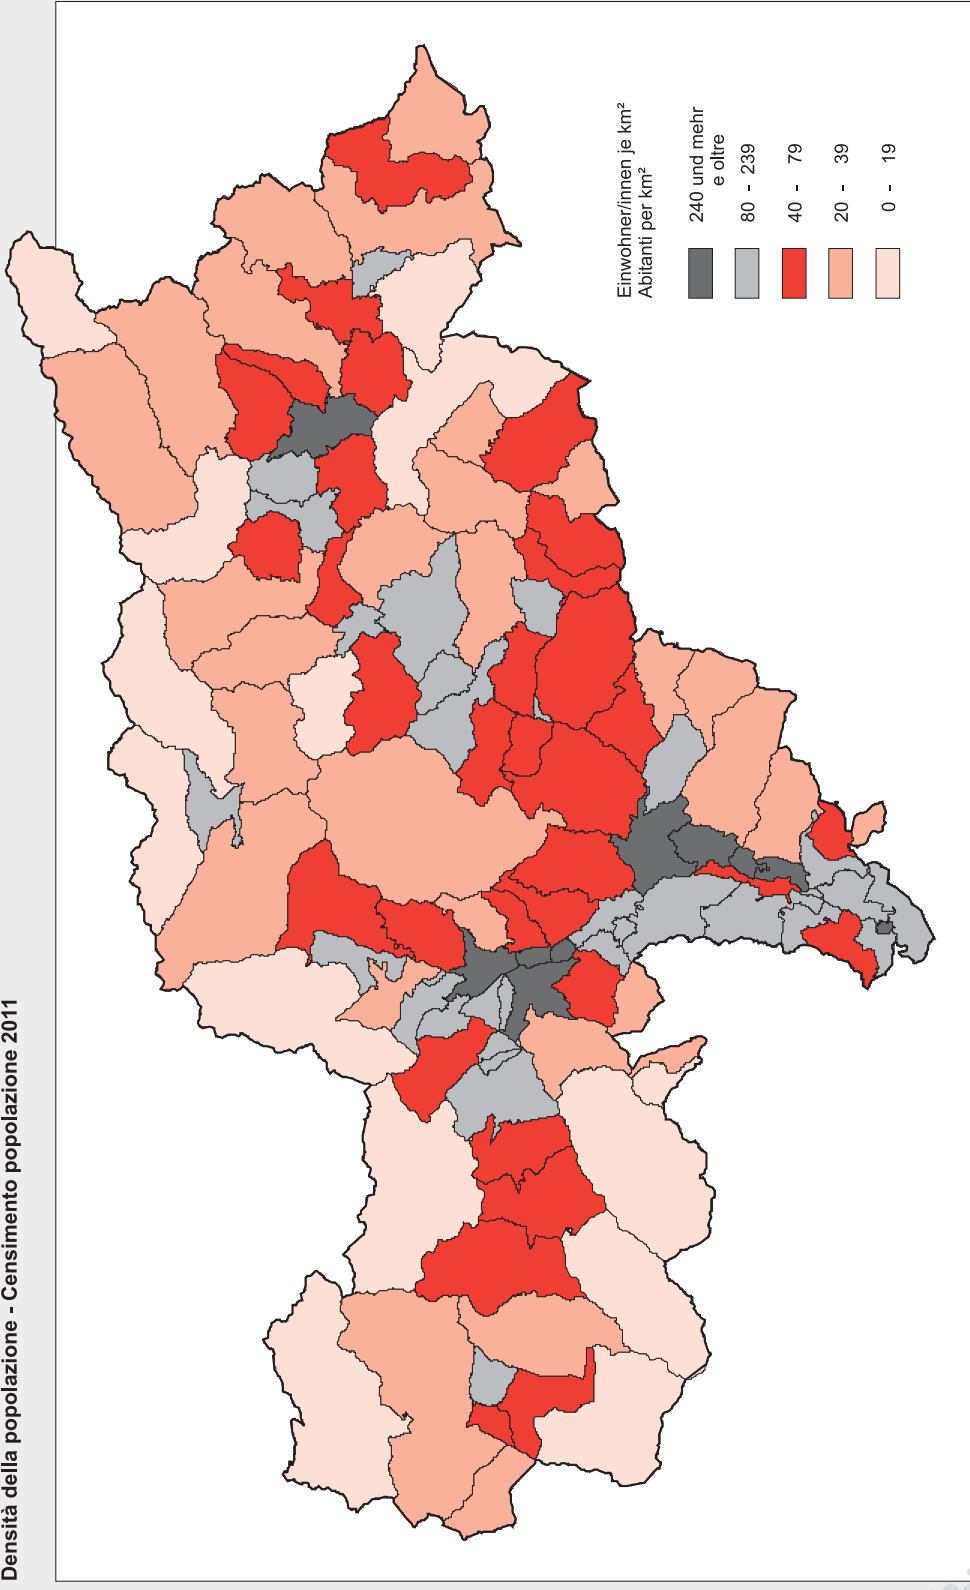 Densità della popolazione - Censimento popolazione 2011
Einwohner/innen je km²
Abitanti per km²
240 und mehr
e oltre
80 - 239
40 - 79
20 - 39
0 - 19